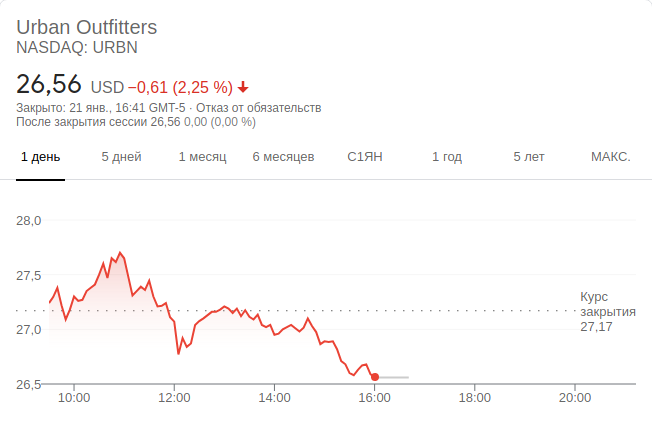 Urban Outfitters
NASDAQ: URBN
26,56 USD −0,61 (2,25 %)
Закрыто: 21 янв., 16:41 GMT-5 · Отказ от обязательств
После закрытия сессии 26,56 0,00 (0,00 %)
1 день 5 дней 1 месяц 6 месяцев С1ЯН 1 год 5 лет МАКС.
28,0
27,5
Курс
закрытия
27,17
27,0
26,5
10:00 12:00 14:00 16:00 18:00 20:00